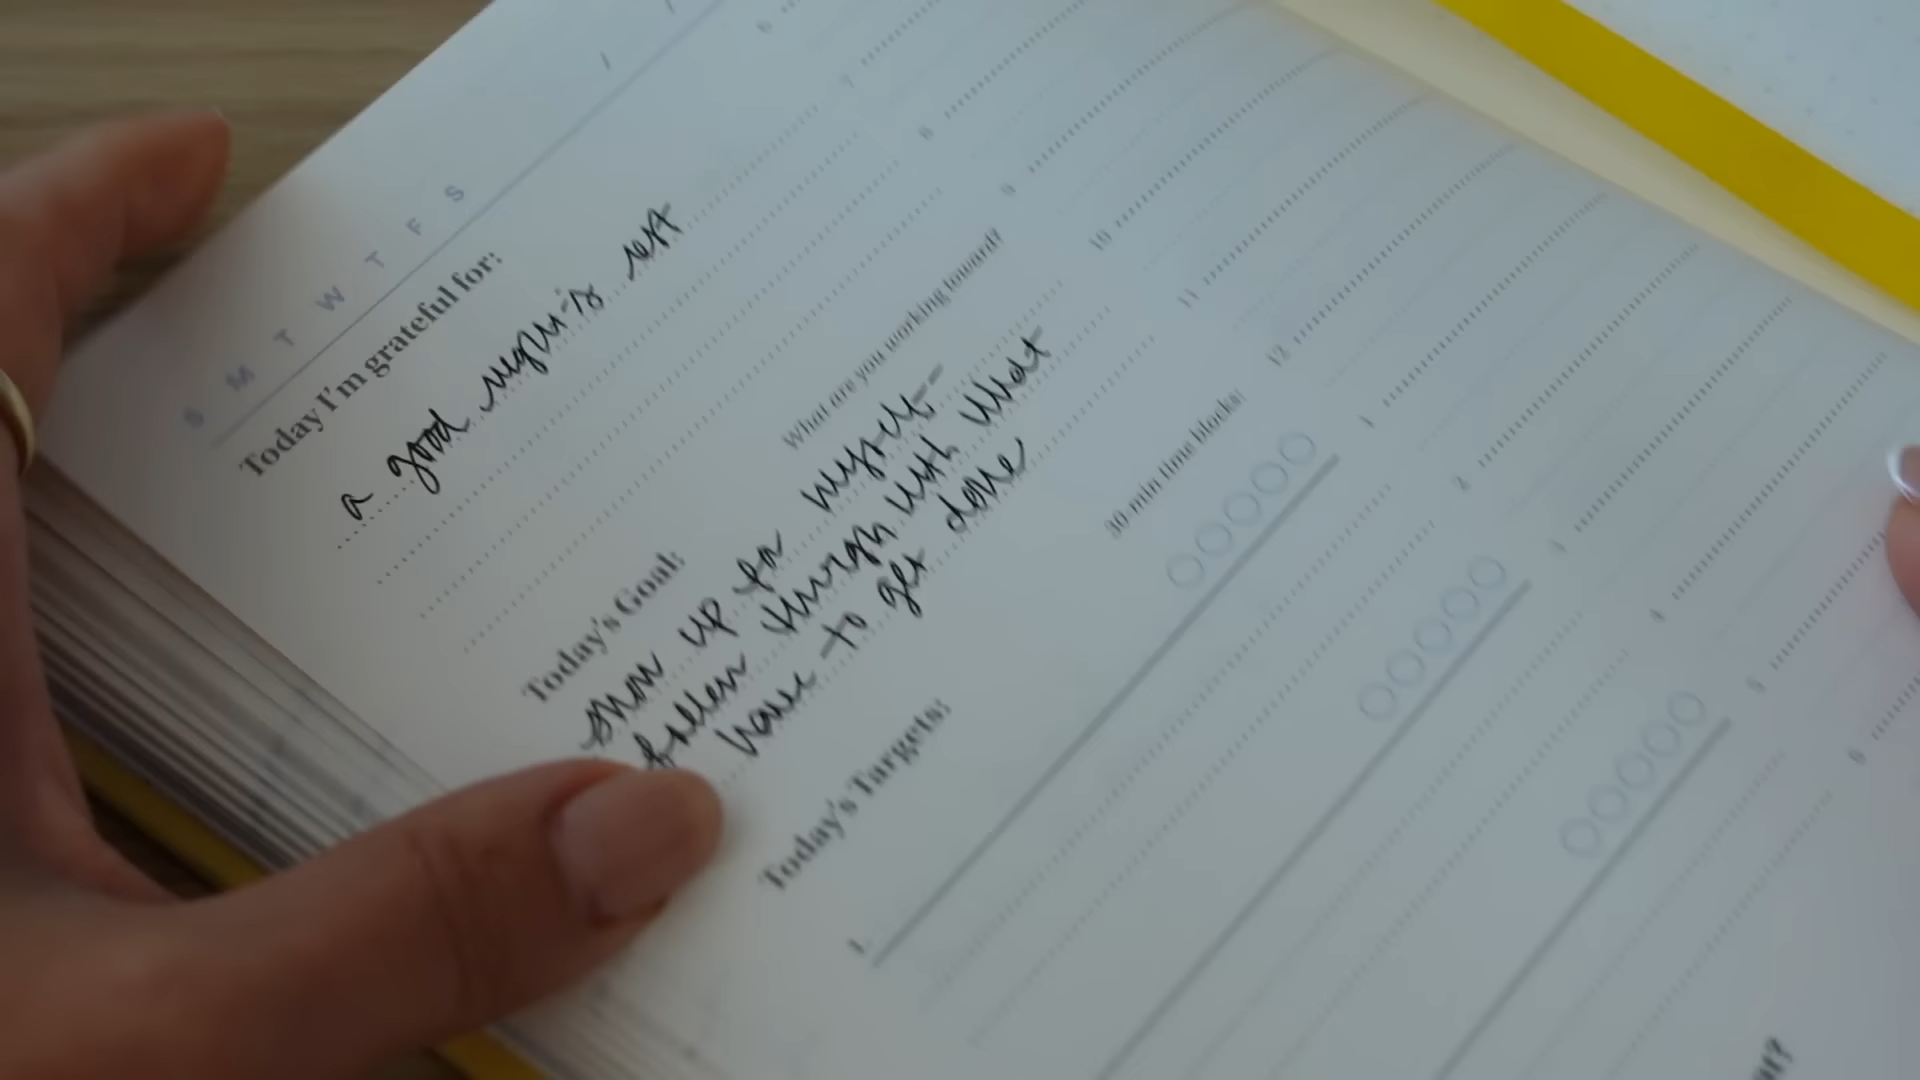 S M T W T F S
Today I'm grateful for:
a good night's rest
Today's Goal:
What are you working toward?
show up for myself-
follow through with what
have to get done
Today's Targets:
30-min time blocks:
1.
6
7
8
9
10
11
12
1
2
3
4
5
6